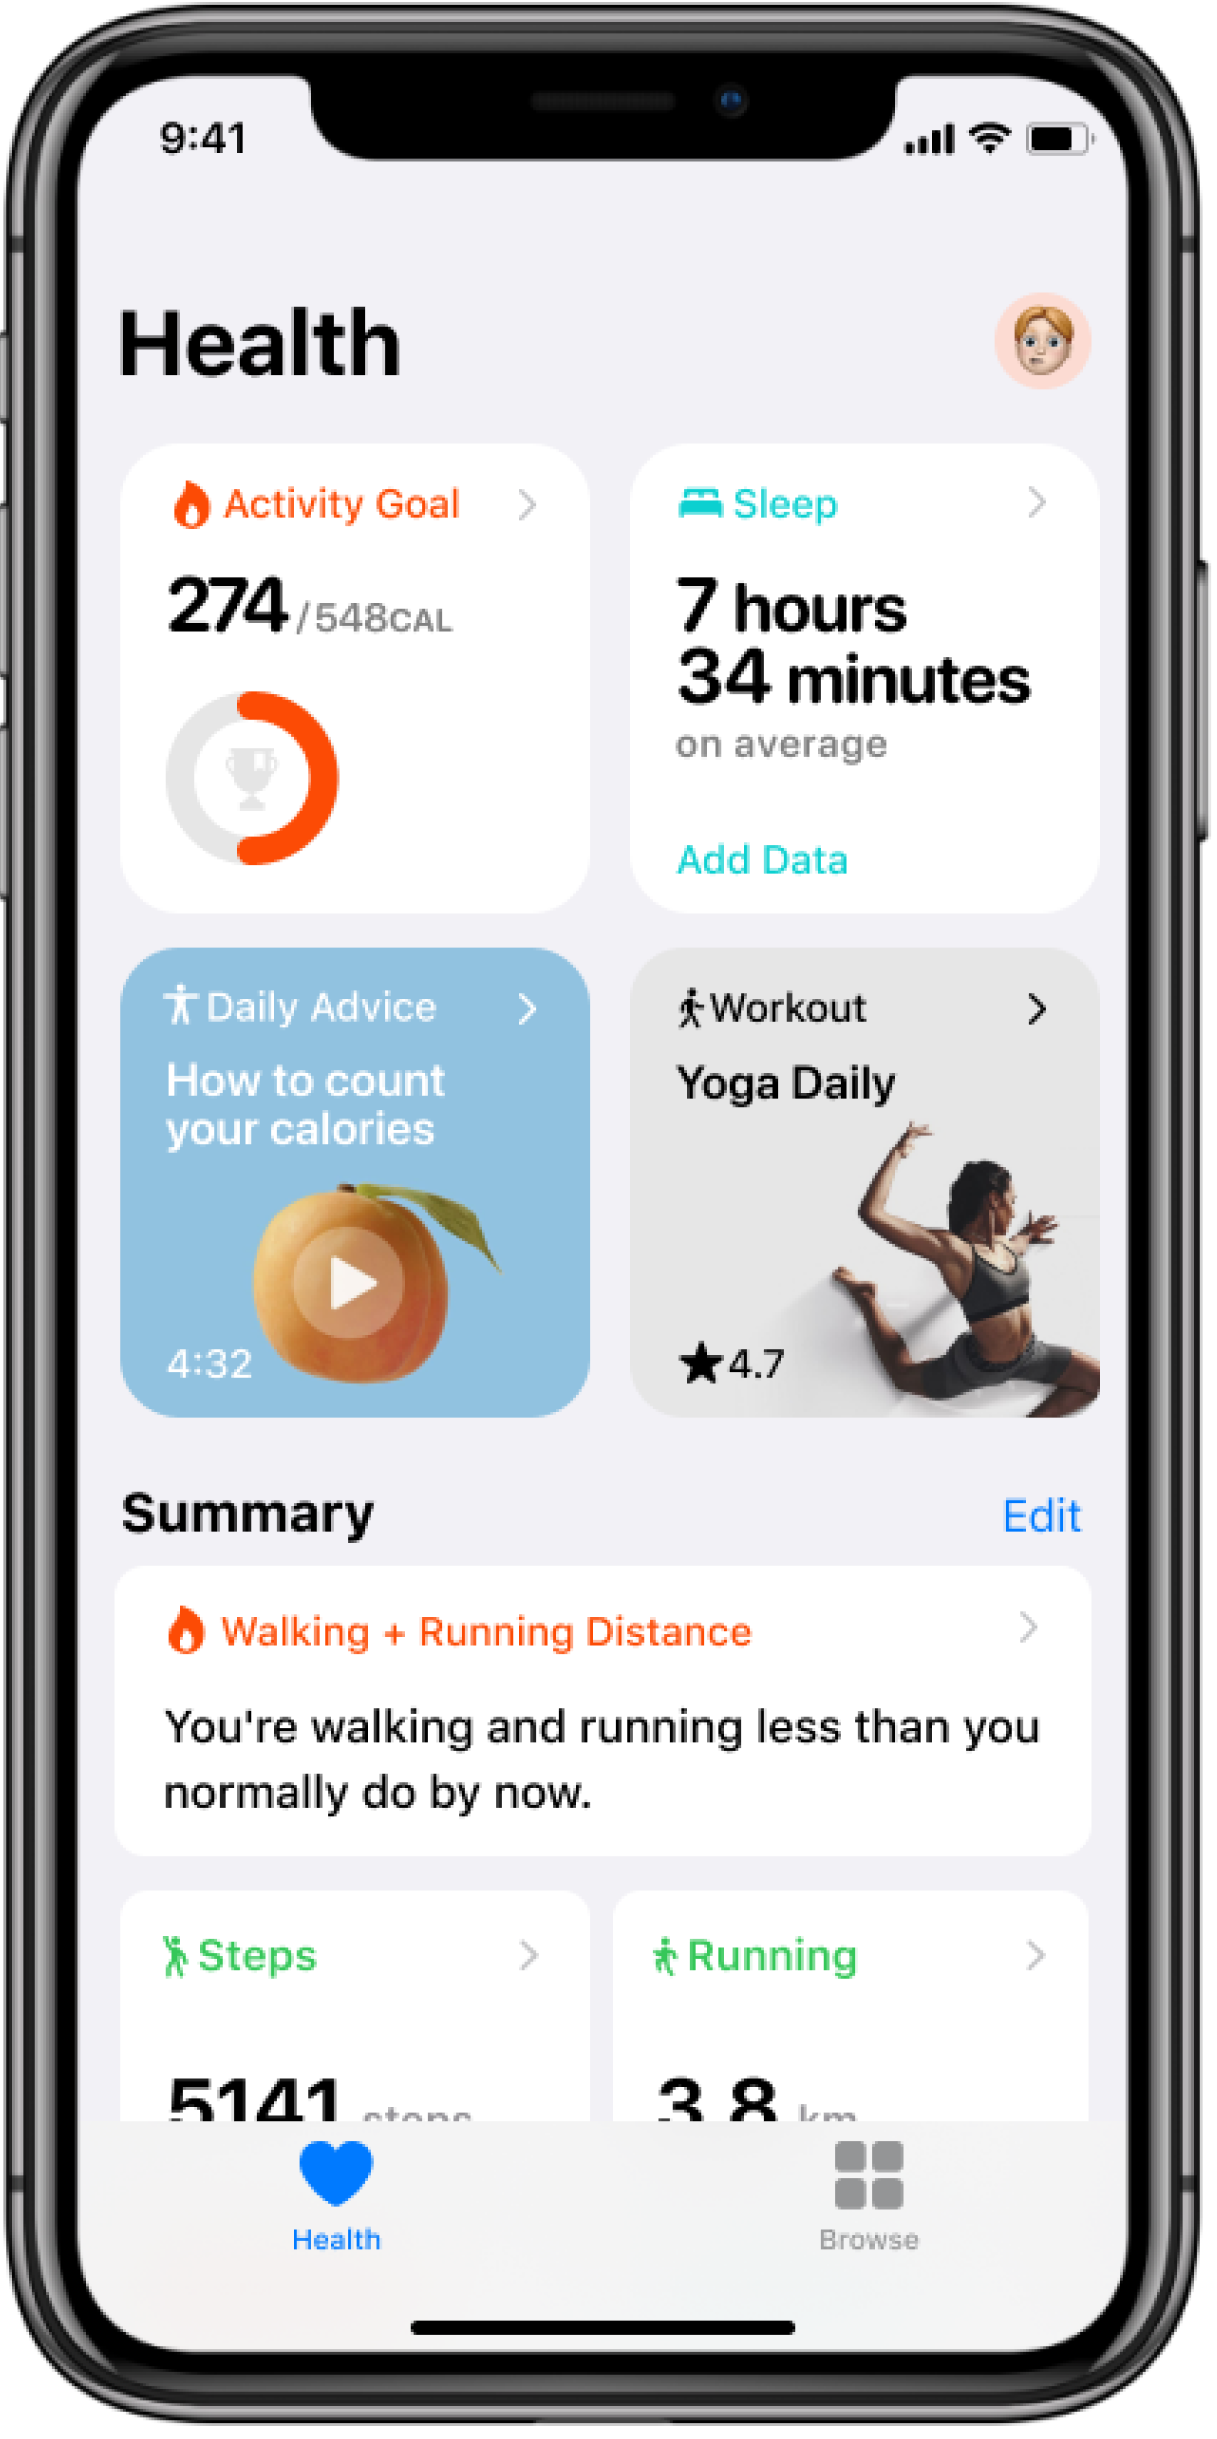 9:41
Health
Activity Goal
274/548CAL
Sleep
7 hours
34 minutes
on average
Add Data
Daily Advice
How to count
your calories
4:32
Workout
Yoga Daily
4.7
Summary
Edit
Walking + Running Distance
You're walking and running less than you
normally do by now.
Steps
5141 steps
Running
3.8 km
Health
Browse